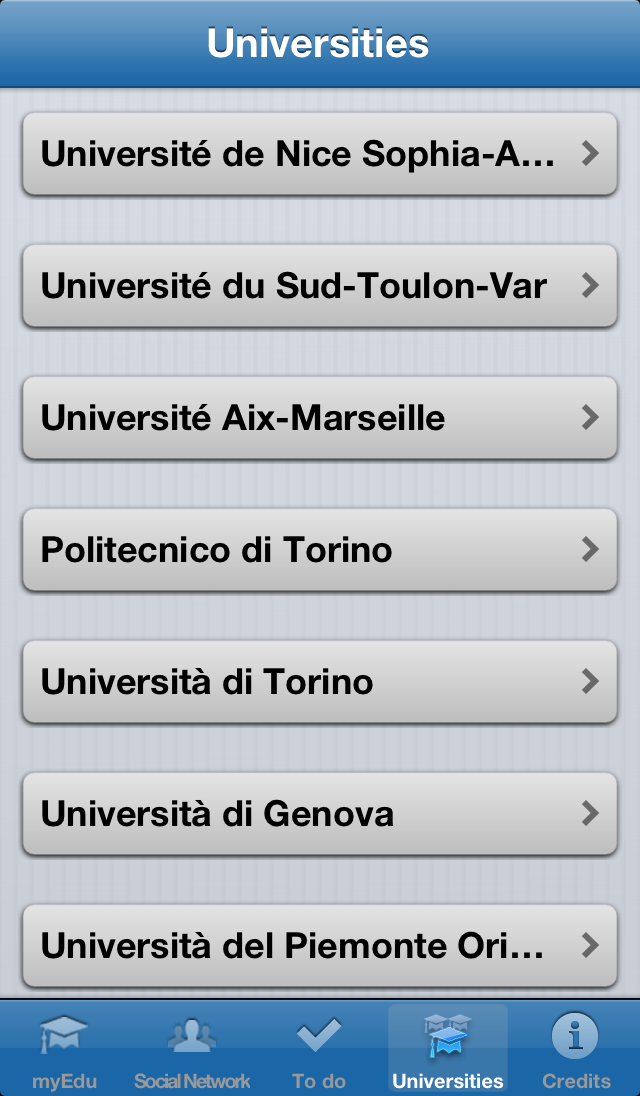 Universities
Université de Nice Sophia-A...
Université du Sud-Toulon-Var
Université Aix-Marseille
Politecnico di Torino
Università di Torino
Università di Genova
Università del Piemonte Ori...
myEdu
Social Network
To do
Universities
Credits